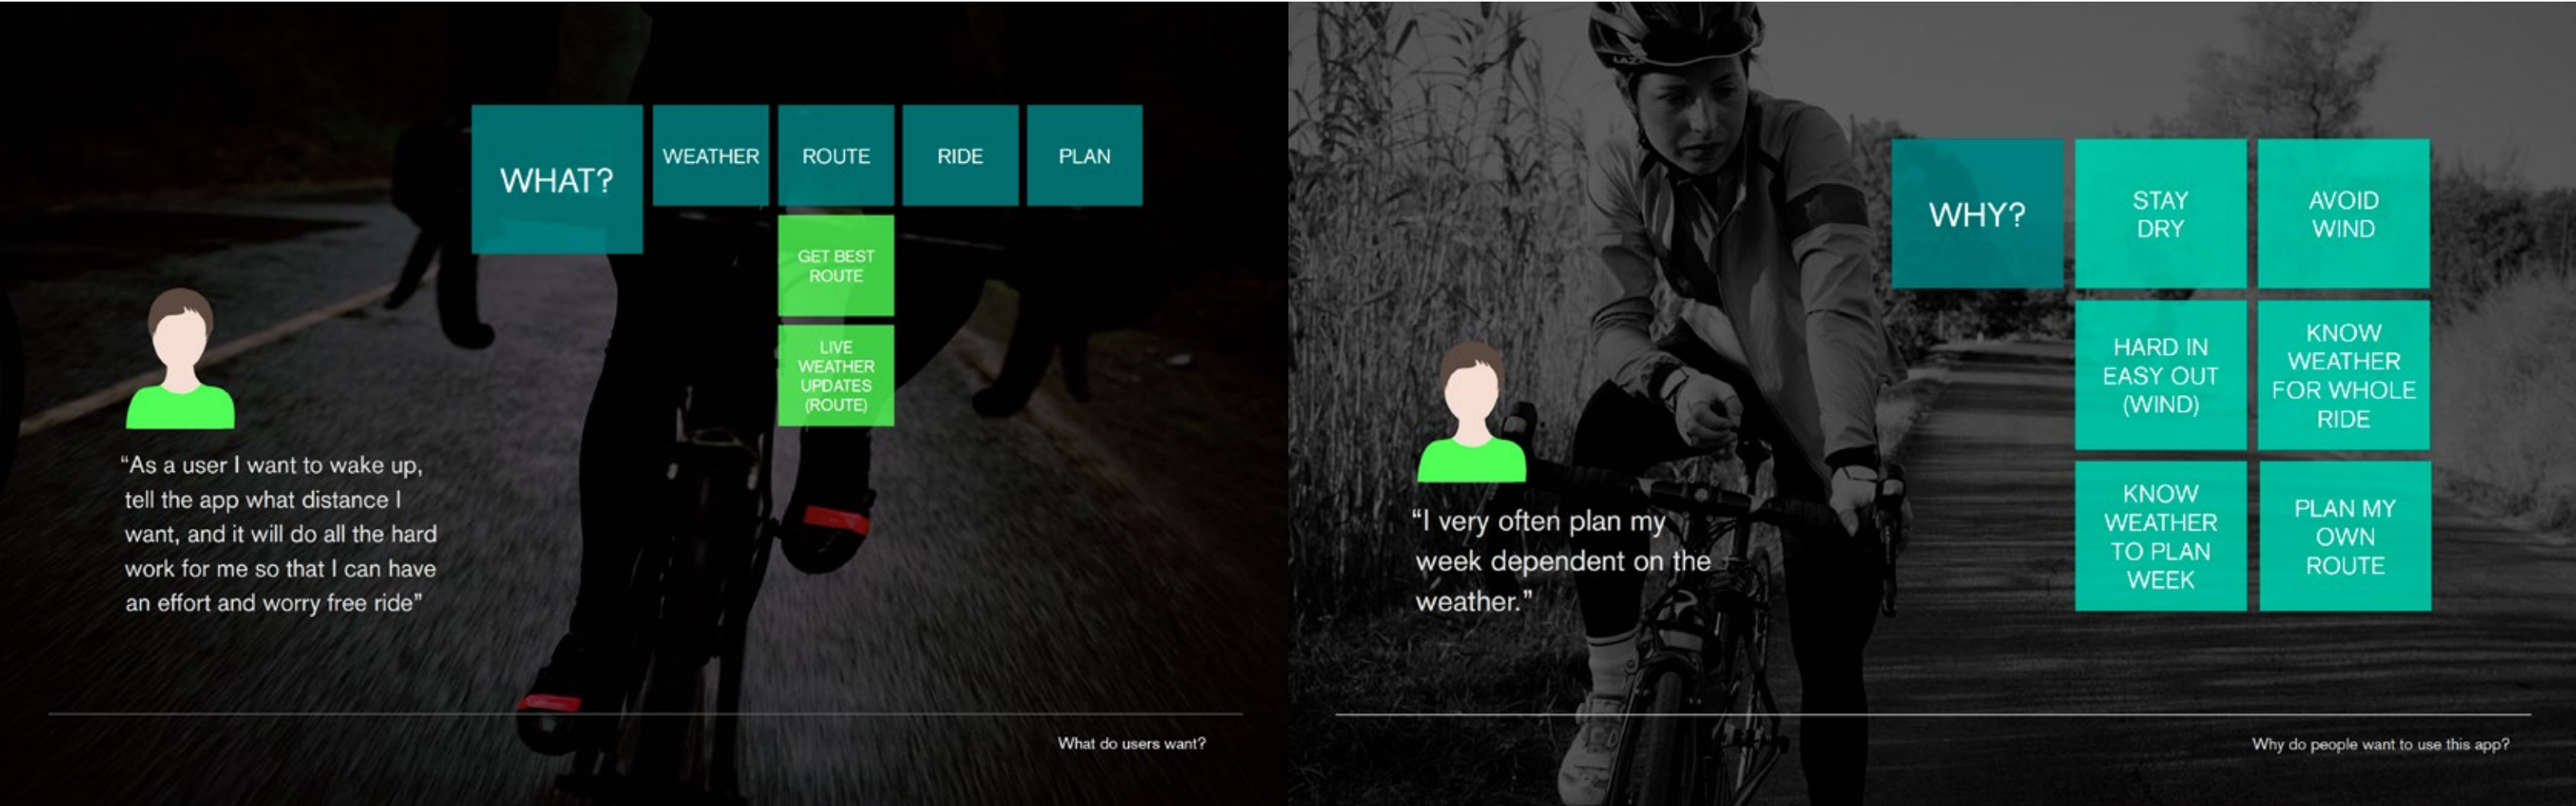 WHAT?
WEATHER
ROUTE
RIDE
PLAN
GET BEST
ROUTE
LIVE
WEATHER
UPDATES
(ROUTE)
“As a user I want to wake up,
tell the app what distance I
want, and it will do all the hard
work for me so that I can have
an effort and worry free ride”
What do users want?
LAZER
WHY?
STAY
DRY
AVOID
WIND
HARD IN
EASY OUT
(WIND)
KNOW
WEATHER
FOR WHOLE
RIDE
KNOW
WEATHER
TO PLAN
WEEK
PLAN MY
OWN
ROUTE
“I very often plan my
week dependent on the
weather.”
Why do people want to use this app?